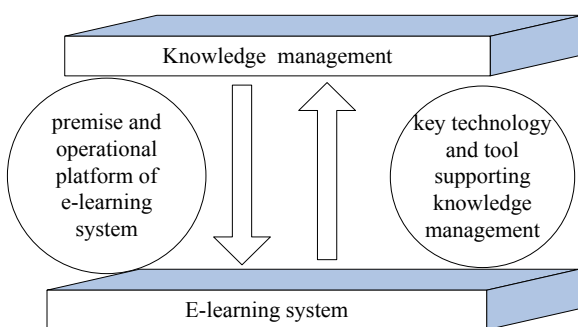 Knowledge management
premise and
operational
platform of
e-learning
system
key technology
and tool
supporting
knowledge
management
E-learning system